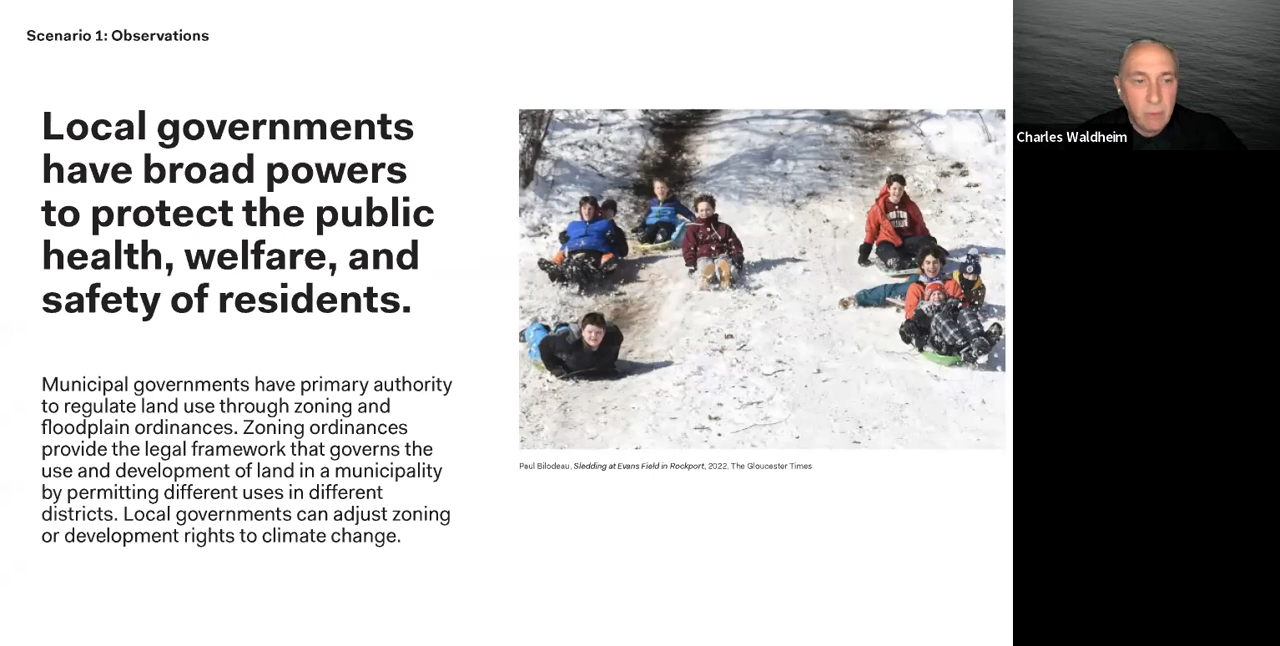 Scenario 1: Observations
Local governments
have broad powers
to protect the public
health, welfare, and
safety of residents.
Municipal governments have primary authority
to regulate land use through zoning and
floodplain ordinances. Zoning ordinances
provide the legal framework that governs the
use and development of land in a municipality
by permitting different uses in different
districts. Local governments can adjust zoning
or development rights to climate change.
Paul Bilodeau, Sledding at Evans Field in Rockport, 2022, The Gloucester Times
Charles Waldheim